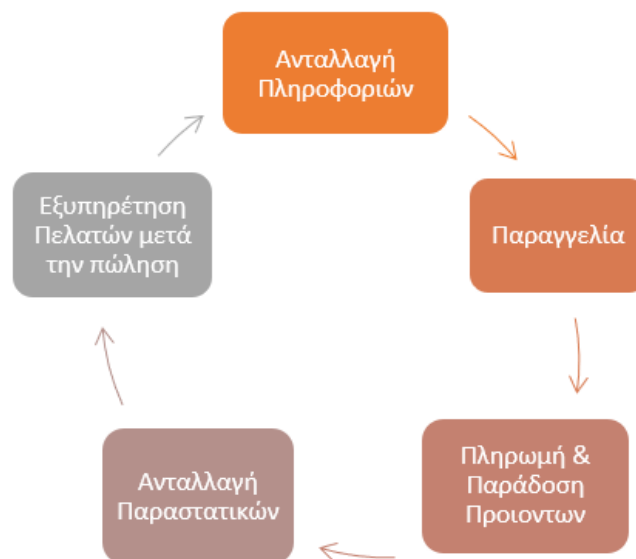 Ανταλλαγή
Πληροφοριών
Παραγγελία
Πληρωμή &
Παράδοση
Προιοντων
Ανταλλαγή
Παραστατικών
Εξυπηρέτηση
Πελατών μετά
την πώληση